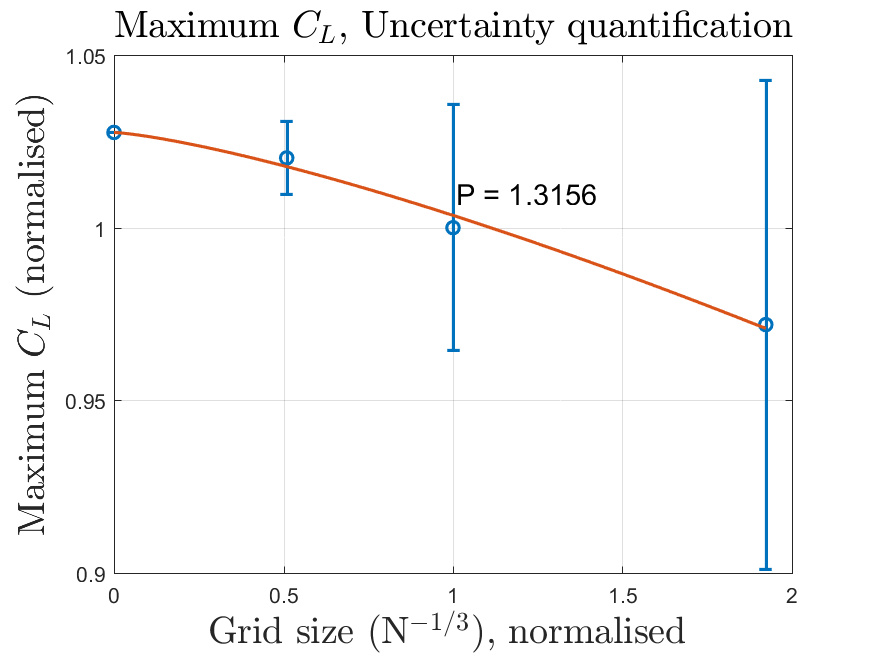 Maximum C_L, Uncertainty quantification
Maximum C_L (normalised)
1.05
1
0.95
0.9
P = 1.3156
0
0.5
1
1.5
2
Grid size (N^{-1/3}), normalised